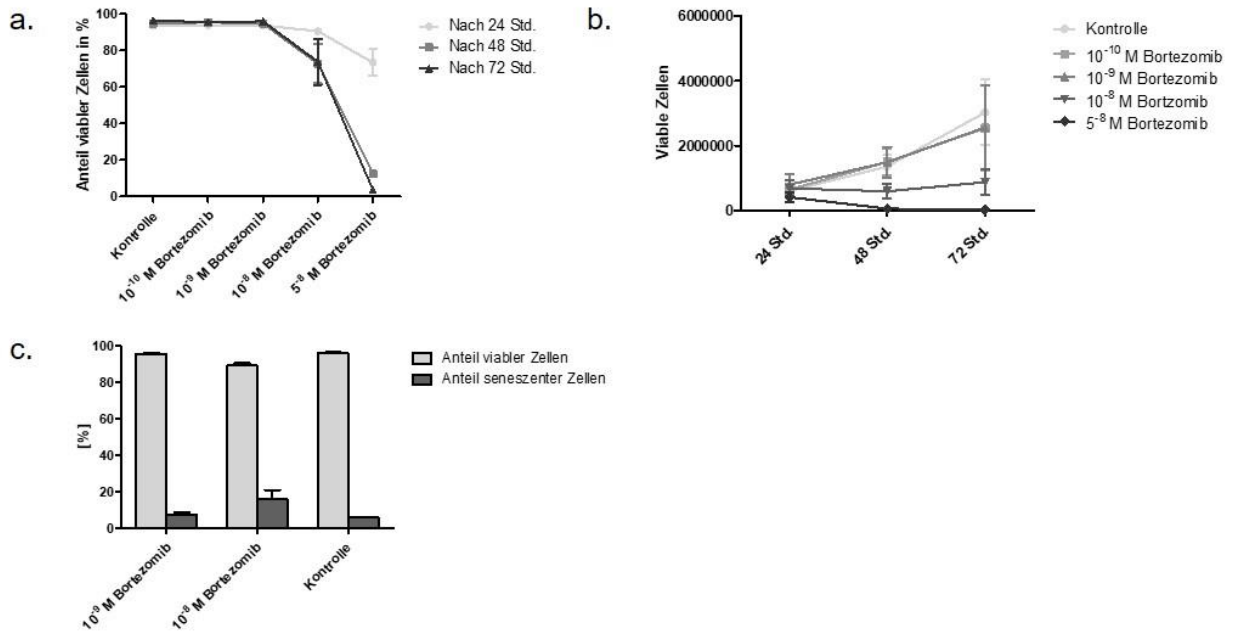 a.
Anteil viabler Zellen in %
100
80
60
40
20
0
Kontrolle
10⁻¹⁰ M Bortezomib
10⁻⁹ M Bortezomib
10⁻⁸ M Bortezomib
5⁻⁸ M Bortezomib
Nach 24 Std.
Nach 48 Std.
Nach 72 Std.
b.
Viable Zellen
6000000
4000000
2000000
0
24 Std.
48 Std.
72 Std.
Kontrolle
10⁻¹⁰ M Bortezomib
10⁻⁹ M Bortezomib
10⁻⁸ M Bortzomib
5⁻⁸ M Bortezomib
c.
[%]
100
80
60
40
20
0
10⁻⁹ M Bortezomib
10⁻⁸ M Bortezomib
Kontrolle
Anteil viabler Zellen
Anteil seneszenter Zellen